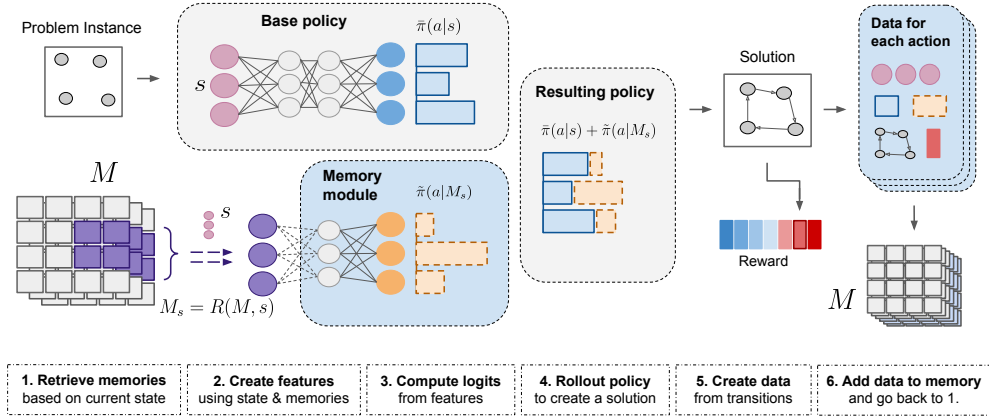 Problem Instance
Base policy
s
π̄(a|s)
M
M_s = R(M, s)
s
Memory
module
π̃(a|M_s)
Resulting policy
π̄(a|s) + π̃(a|M_s)
Solution
Reward
Data for
each action
M
1. Retrieve memories
based on current state
2. Create features
using state & memories
3. Compute logits
from features
4. Rollout policy
to create a solution
5. Create data
from transitions
6. Add data to memory
and go back to 1.